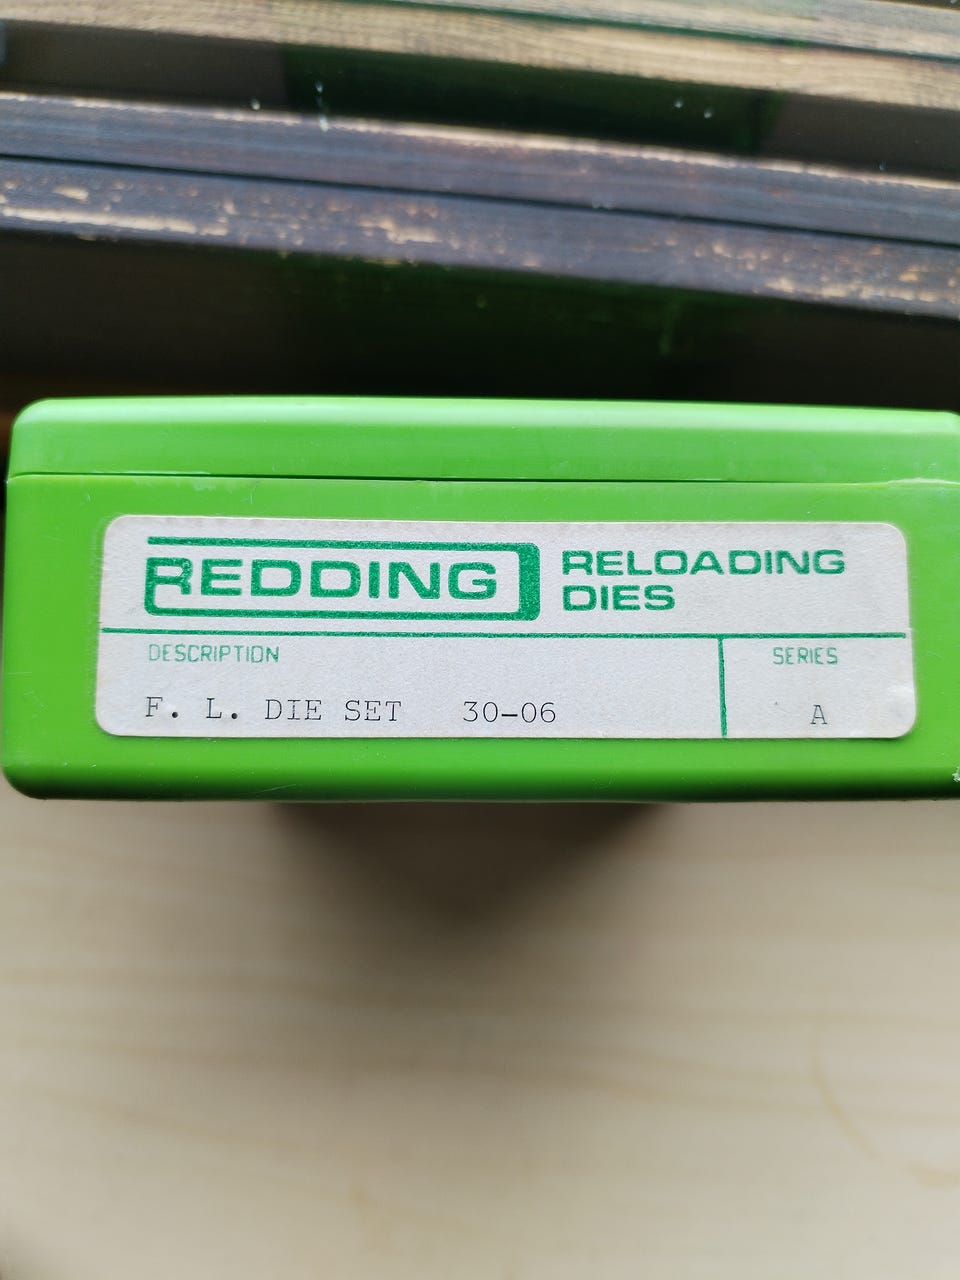 REDDING
RELOADING
DIES
DESCRIPTION
F. L. DIE SET 30-06
SERIES
A